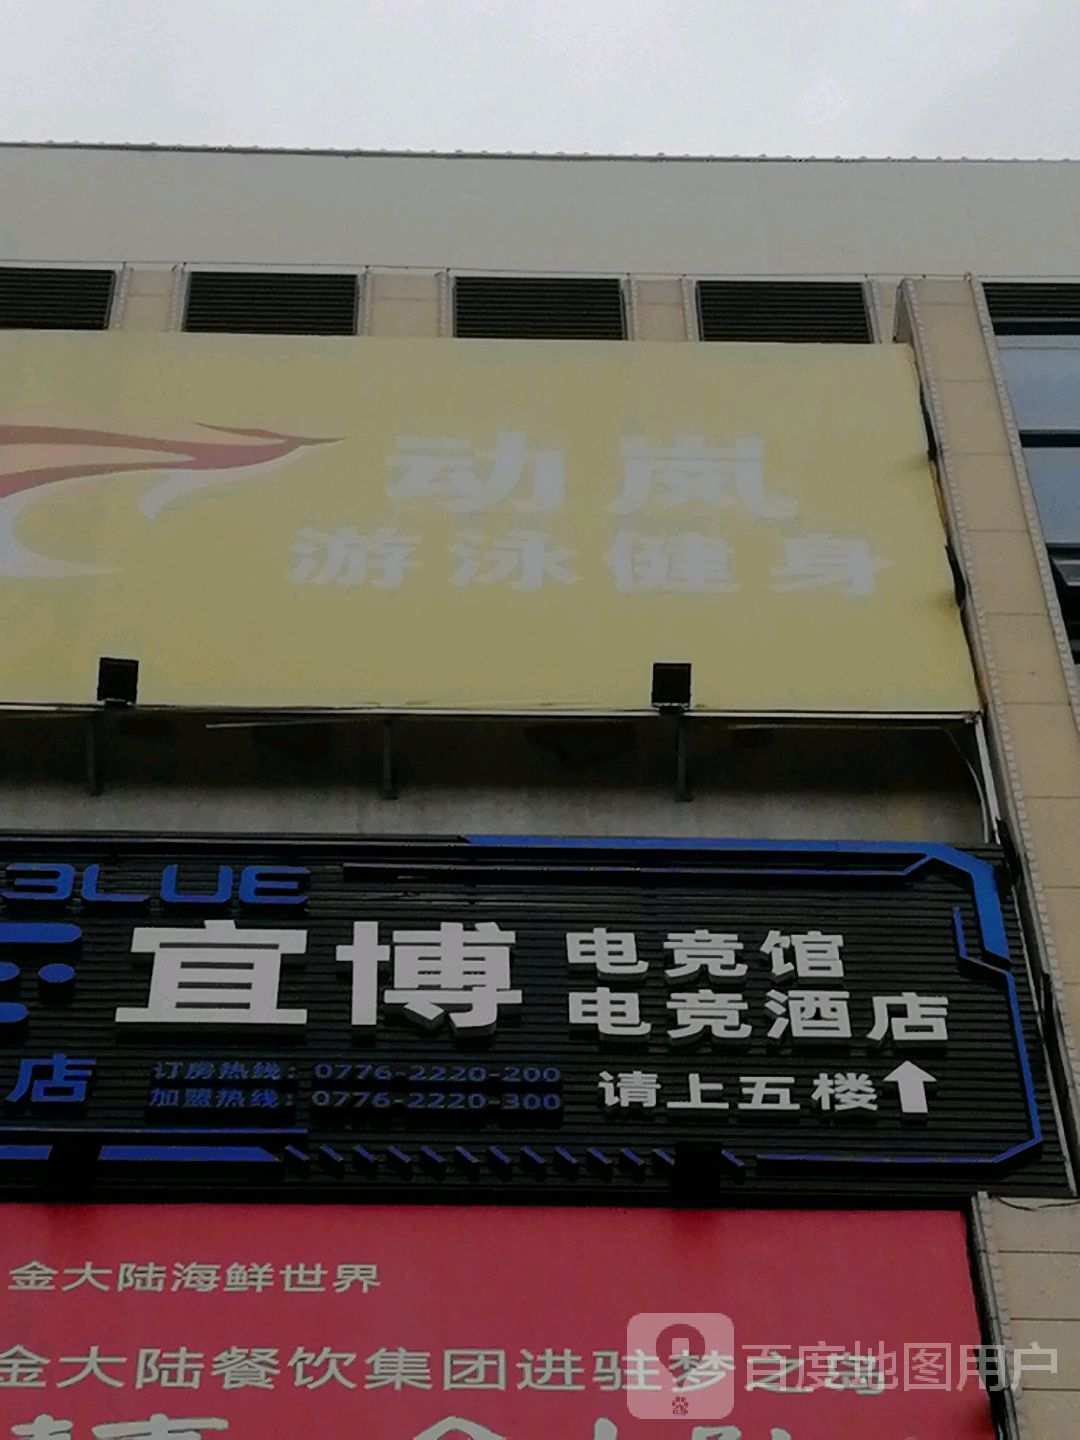 动岚
游泳健身
BLUE
宜博
电竞馆
电竞酒店
店
订房热线：0776-2220-200
加盟热线：0776-2220-300
请上五楼
金大陆海鲜世界
金大陆餐饮集团进驻梦之岛
百度地图用户